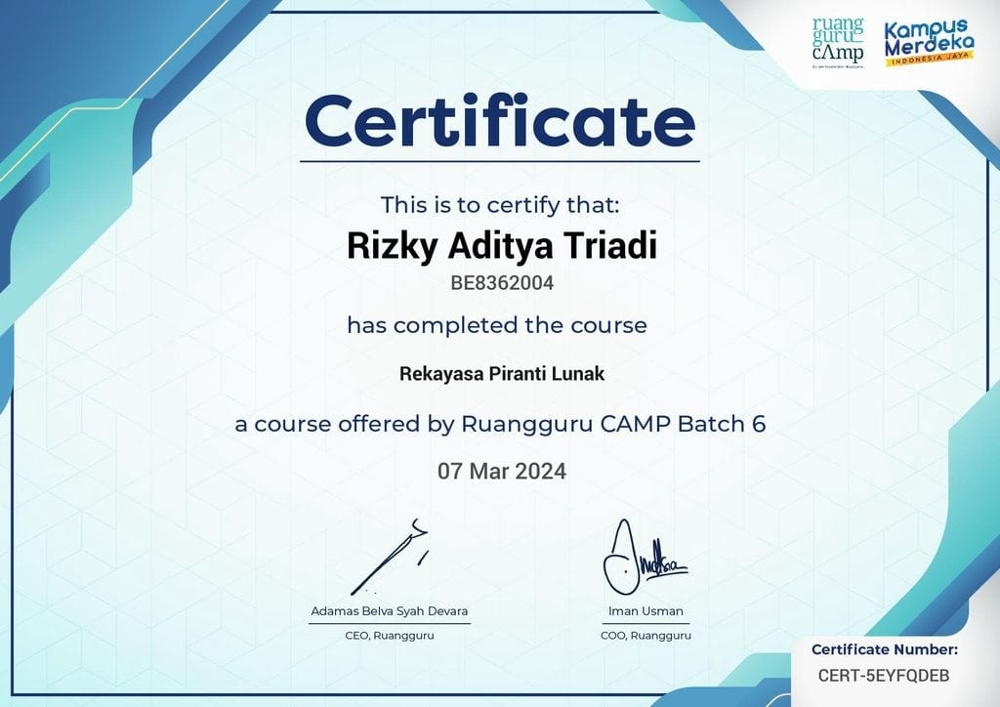 ruang
guru
cAmp
Kampus
Merdeka
INDONESIA JAYA
Certificate
This is to certify that:
Rizky Aditya Triadi
BE8362004
has completed the course
Rekayasa Piranti Lunak
a course offered by Ruangguru CAMP Batch 6
07 Mar 2024
Adamas Belva Syah Devara
CEO, Ruangguru
Iman Usman
COO, Ruangguru
Certificate Number:
CERT-5EYFQDEB